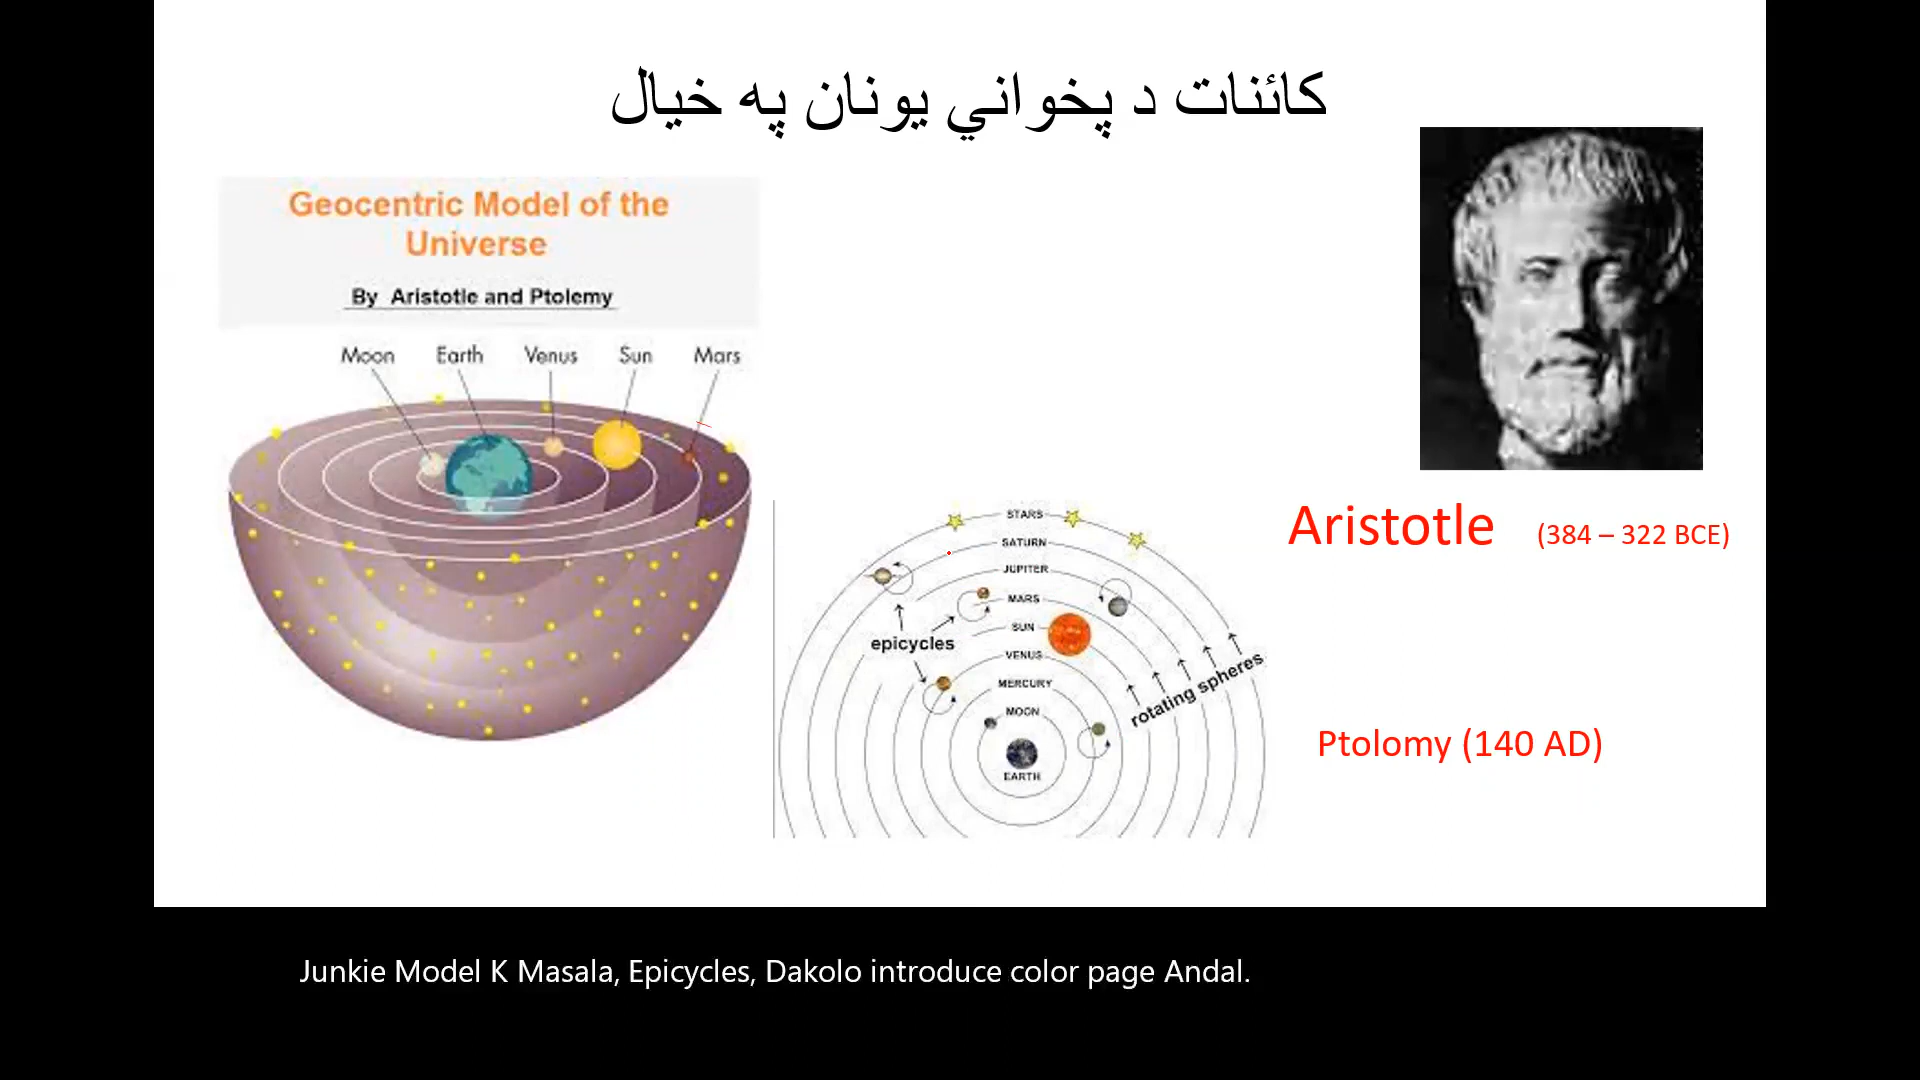 کائنات د پخواني يونان په خيال
Geocentric Model of the
Universe
By Aristotle and Ptolemy
Moon Earth Venus Sun Mars
STARS
SATURN
JUPITER
MARS
SUN
epicycles
VENUS
MERCURY
MOON
EARTH
rotating spheres
Aristotle (384 – 322 BCE)
Ptolomy (140 AD)
Junkie Model K Masala, Epicycles, Dakolo introduce color page Andal.